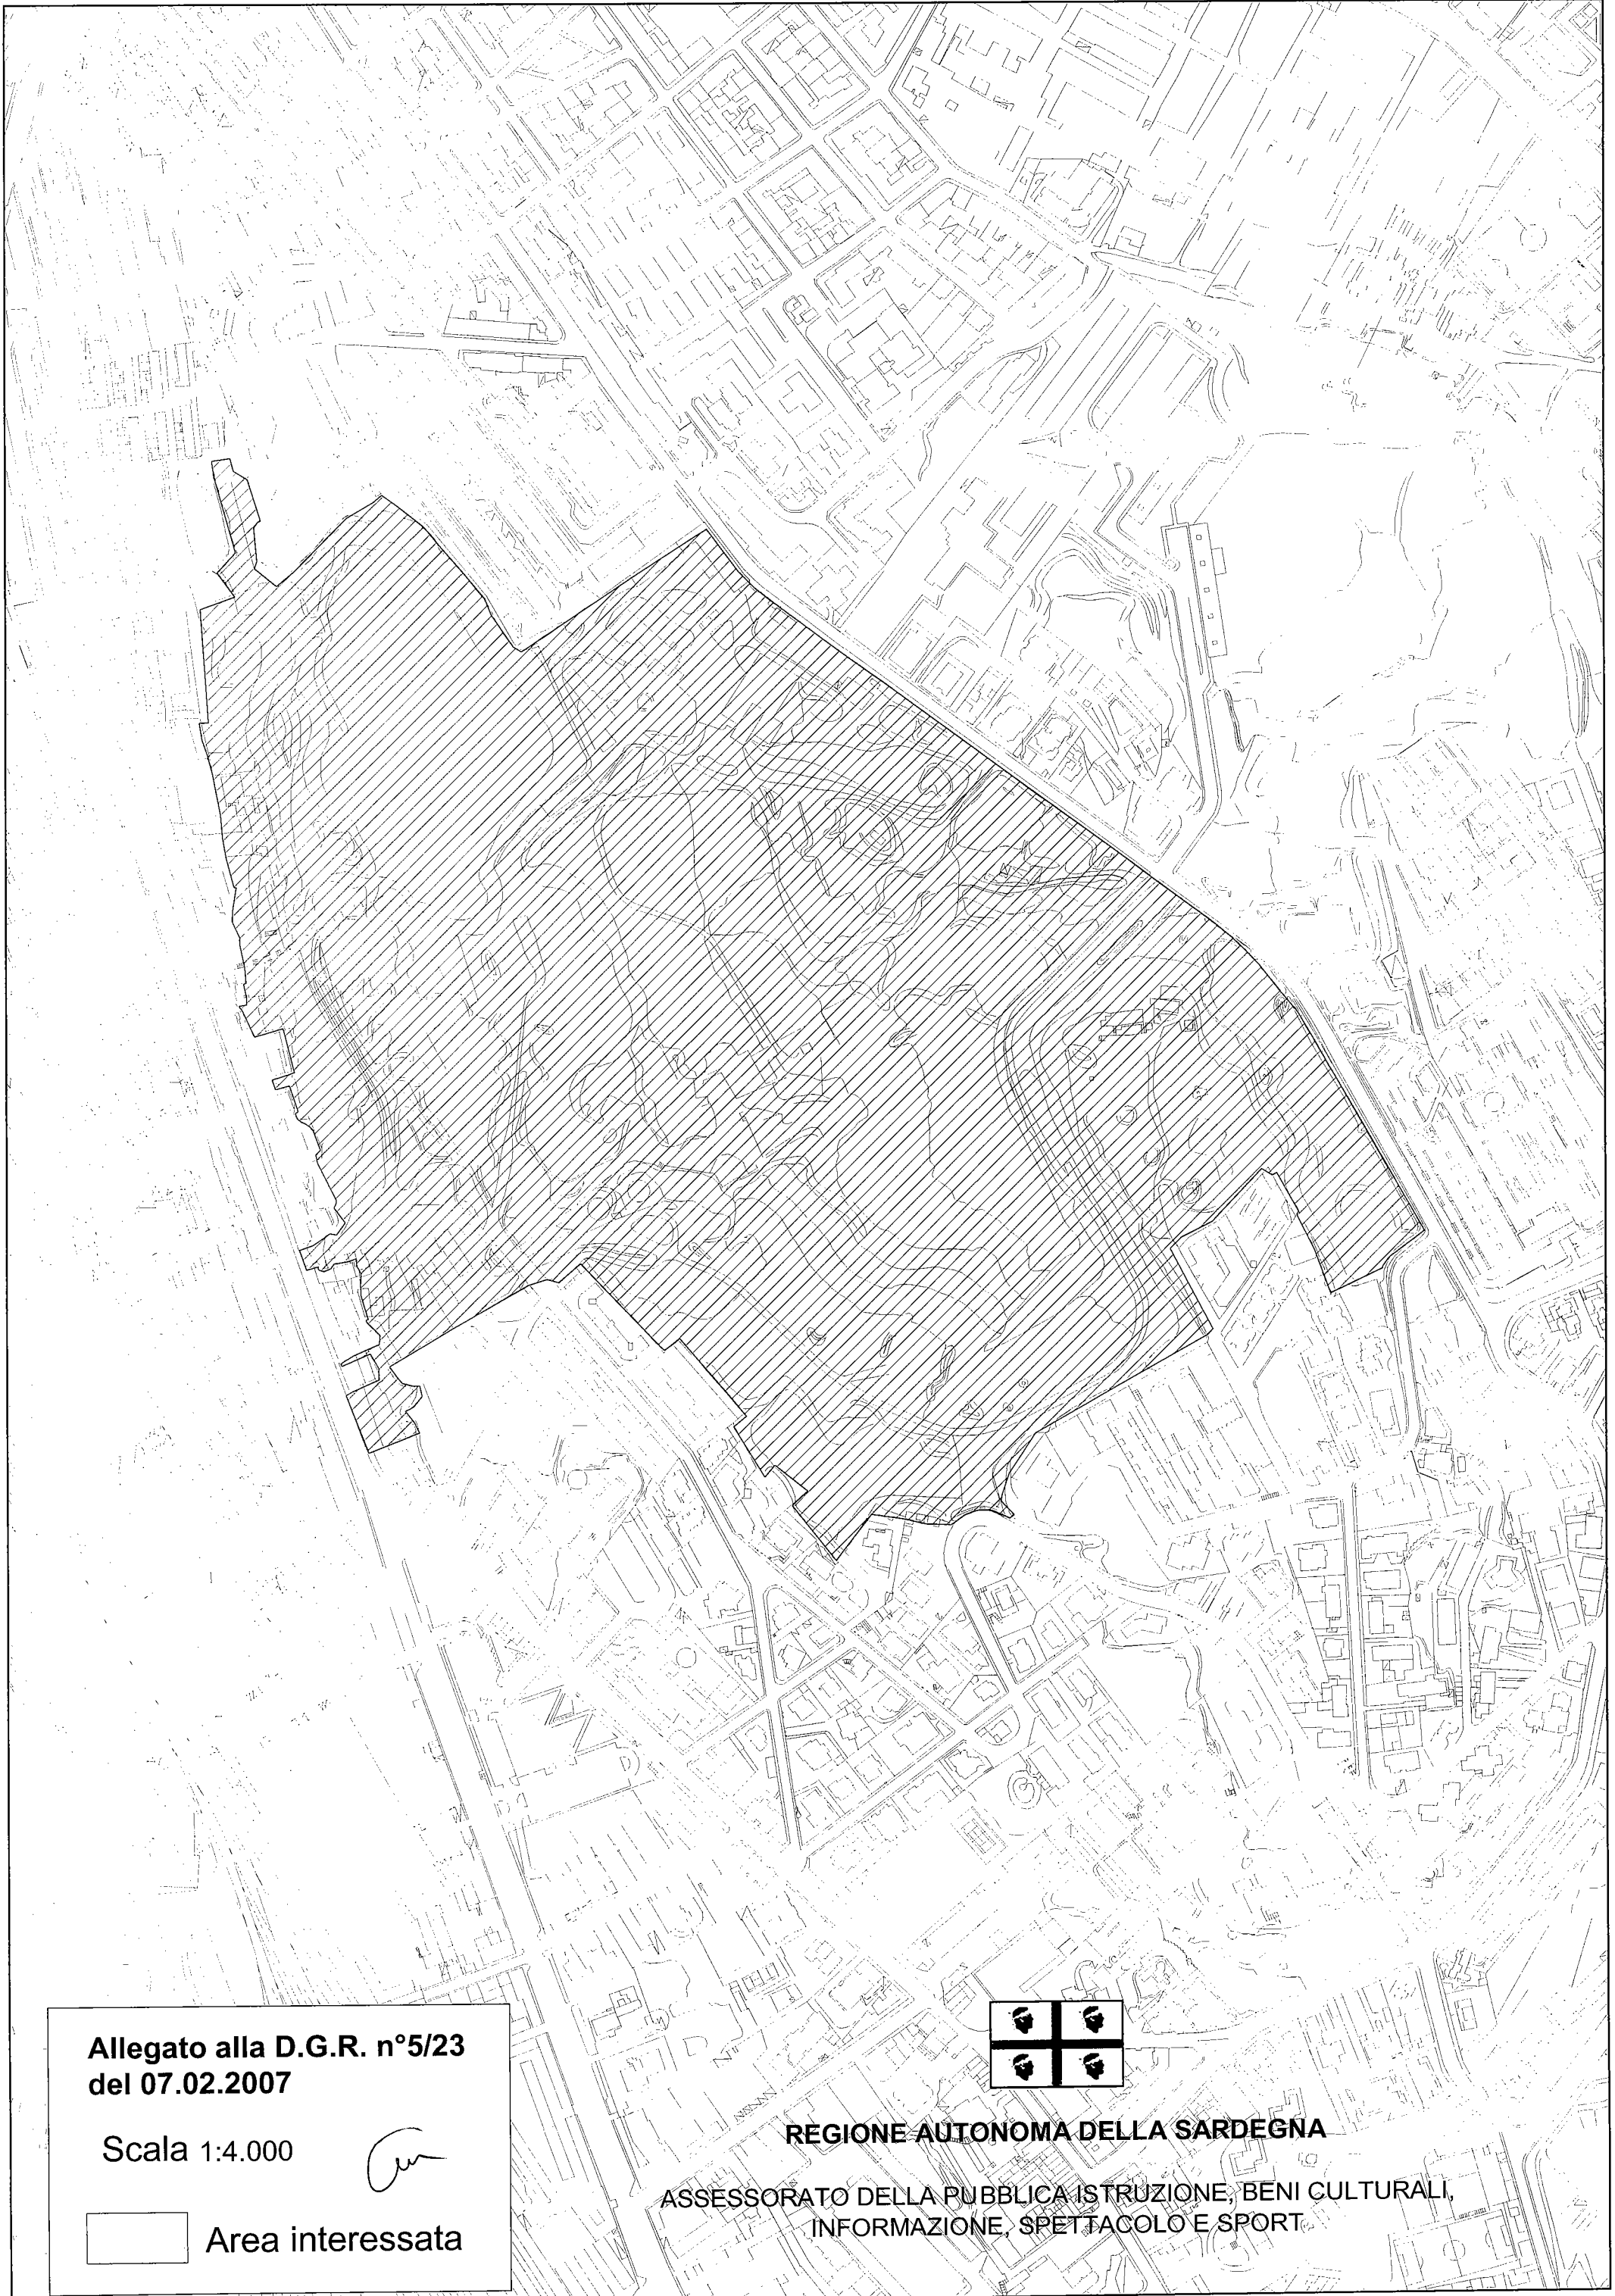 Allegato alla D.G.R. n°5/23
del 07.02.2007
Scala 1:4.000
Area interessata
REGIONE AUTONOMA DELLA SARDEGNA
ASSESSORATO DELLA PUBBLICA ISTRUZIONE, BENI CULTURALI,
INFORMAZIONE, SPETTACOLO E SPORT